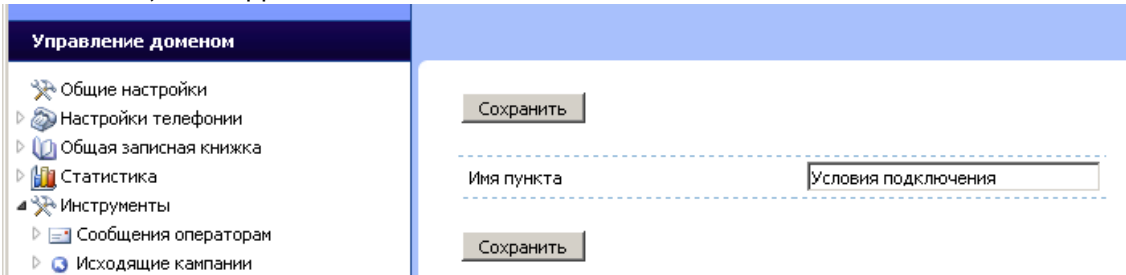 Управление доменом
Общие настройки
Настройки телефонии
Общая записная книжка
Статистика
Инструменты
Сообщения операторам
Исходящие кампании
Сохранить
Имя пункта
Условия подключения
Сохранить